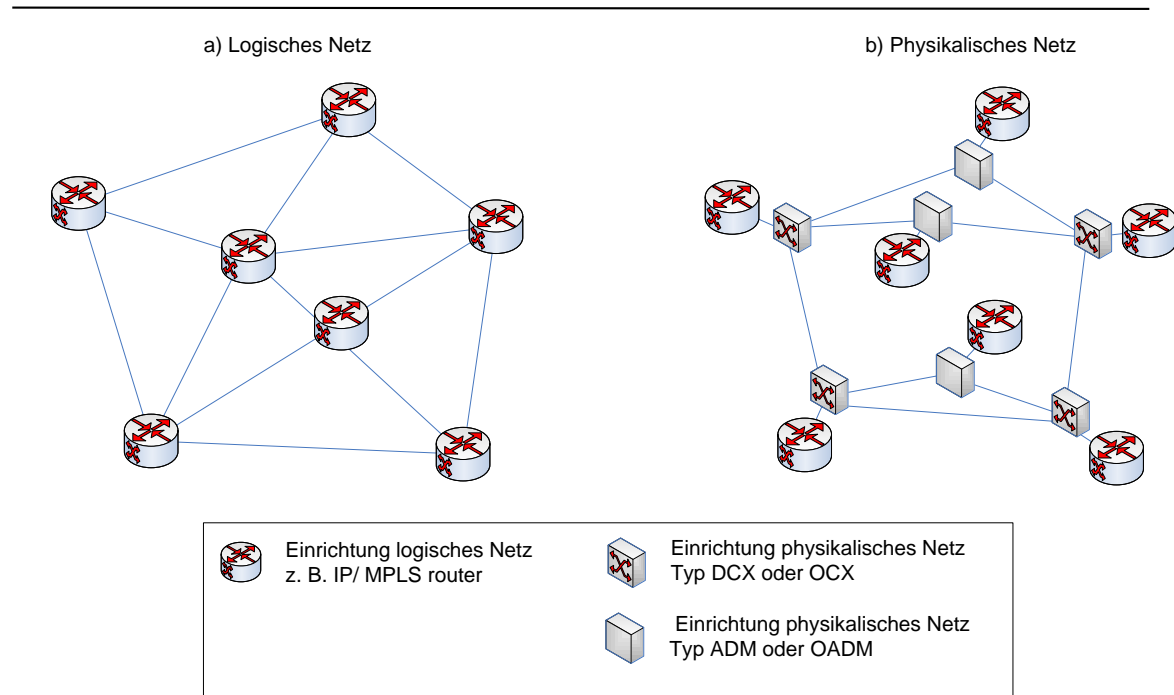 a) Logisches Netz
b) Physikalisches Netz
Einrichtung logisches Netz
z. B. IP/ MPLS router
Einrichtung physikalisches Netz
Typ DCX oder OCX
Einrichtung physikalisches Netz
Typ ADM oder OADM